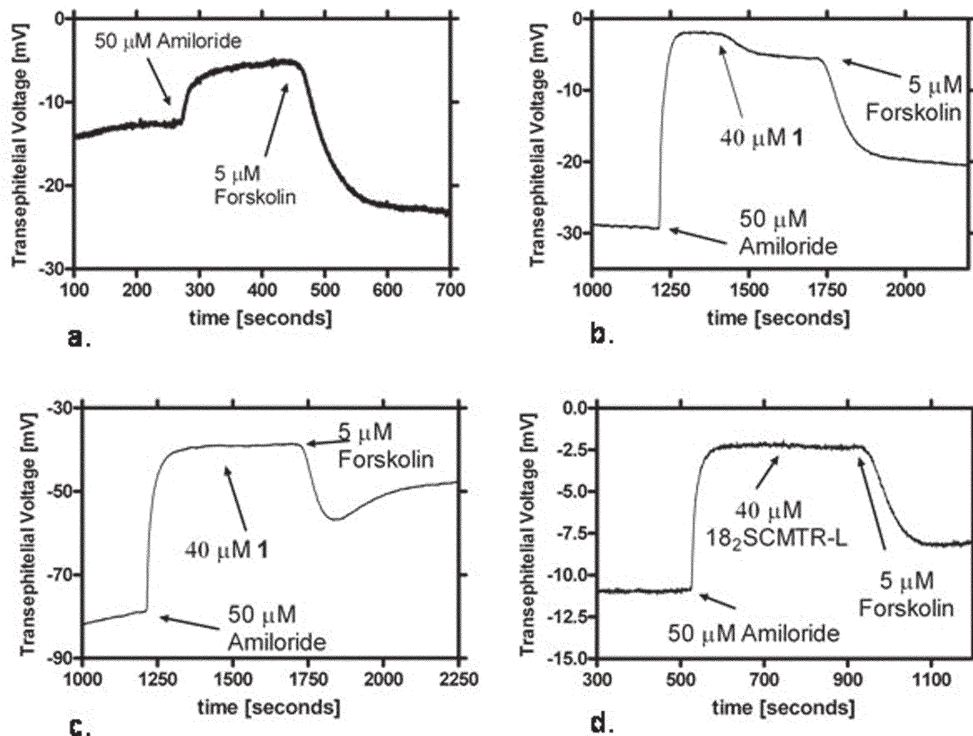 Transephitelial Voltage [mV]
0
-10
-20
-30
50 µM Amiloride
5 µM
Forskolin
100 200 300 400 500 600 700
time [seconds]
a.
Transephitelial Voltage [mV]
0
-10
-20
-30
5 µM
Forskolin
40 µM 1
50 µM
Amiloride
1000 1250 1500 1750 2000
time [seconds]
b.
Transephitelial Voltage [mV]
-30
-50
-70
-90
5 µM
Forskolin
40 µM 1
50 µM
Amiloride
1000 1250 1500 1750 2000 2250
time [seconds]
c.
Transephitelial Voltage [mV]
0.0
-2.5
-5.0
-7.5
-10.0
-12.5
-15.0
40 µM
18₂SCMTR-L
5 µM
Forskolin
50 µM Amiloride
300 500 700 900 1100
time [seconds]
d.